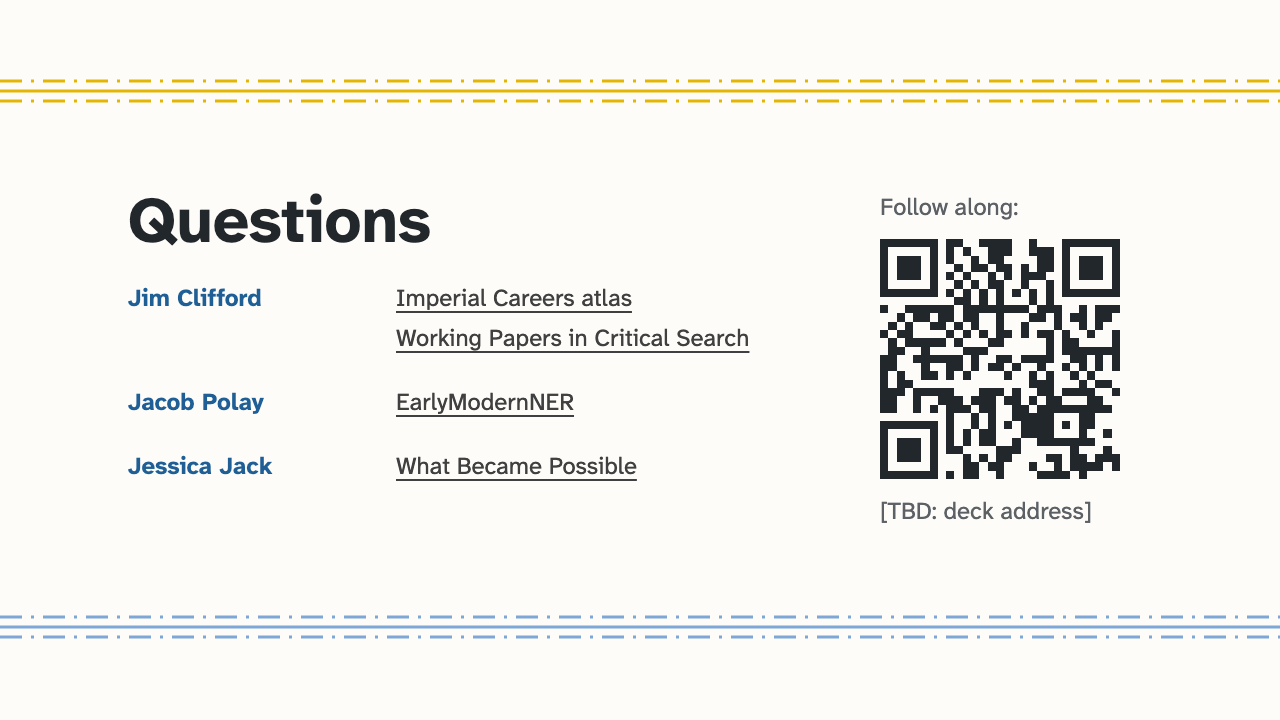 Questions
Jim Clifford
Imperial Careers atlas
Working Papers in Critical Search
Jacob Polay
EarlyModernNER
Jessica Jack
What Became Possible
Follow along:
[TBD: deck address]